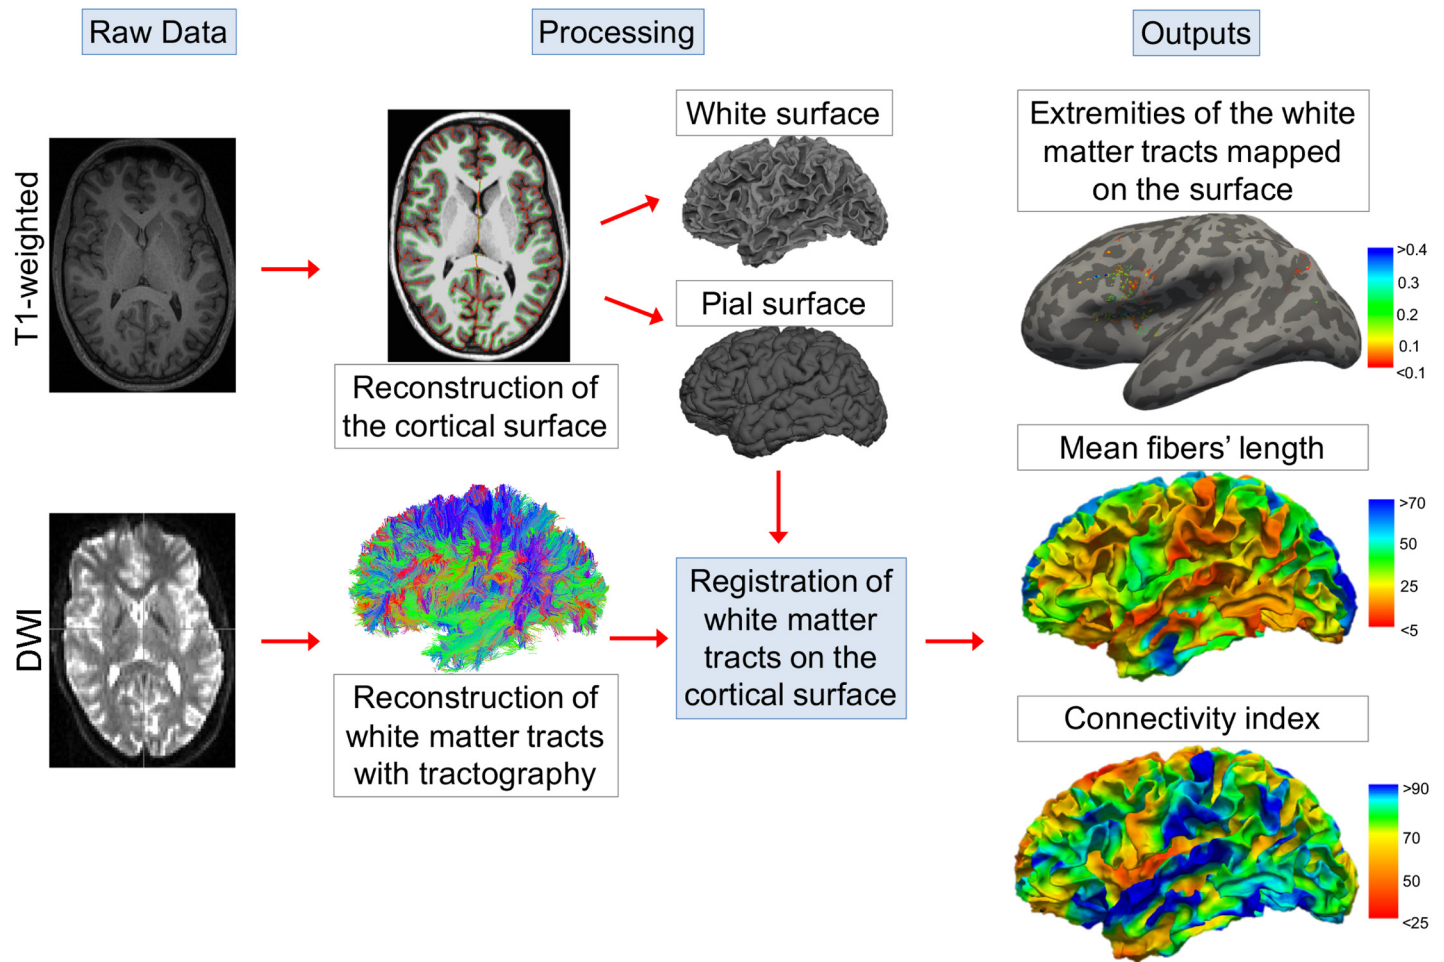 Raw Data
Processing
Outputs
T1-weighted
White surface
Pial surface
Reconstruction of
the cortical surface
DWI
Reconstruction of
white matter tracts
with tractography
Registration of
white matter
tracts on the
cortical surface
Extremities of the white
matter tracts mapped
on the surface
>0.4
0.3
0.2
0.1
<0.1
Mean fibers’ length
>70
50
25
<5
Connectivity index
>90
70
50
<25